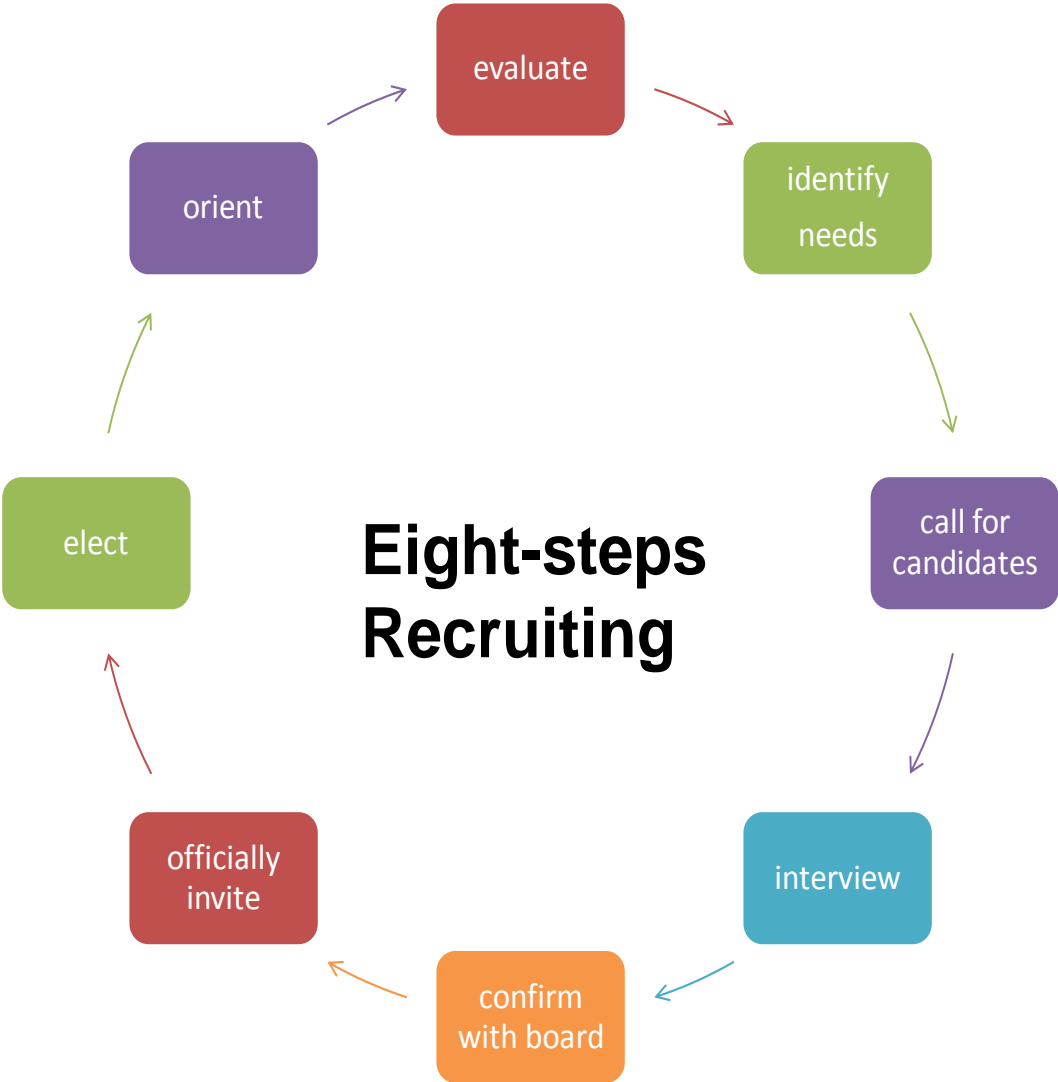 evaluate
identify
needs
call for
candidates
interview
confirm
with board
officially
invite
elect
orient
Eight-steps
Recruiting